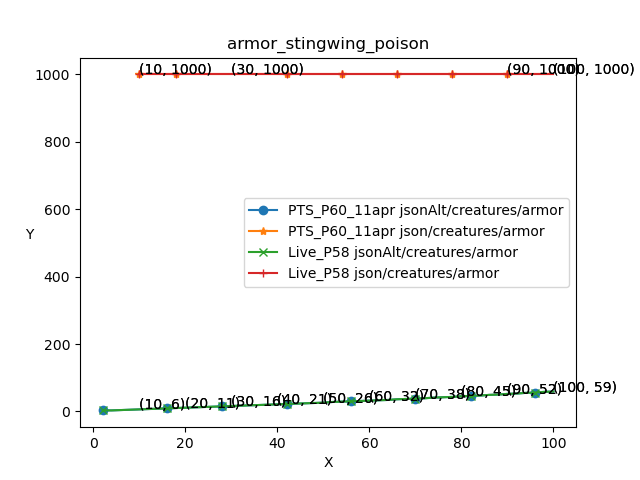 armor_stingwing_poison
1000
(10, 1000) (30, 1000) (90, 1000) (100, 1000)
800
PTS_P60_11apr jsonAlt/creatures/armor
600
PTS_P60_11apr json/creatures/armor
Y
Live_P58 jsonAlt/creatures/armor
400
Live_P58 json/creatures/armor
200
(10, 6) (20, 11) (30, 16) (40, 21) (50, 26) (60, 32) (70, 38) (80, 45) (90, 52) (100, 59)
0
0 20 40 60 80 100
X